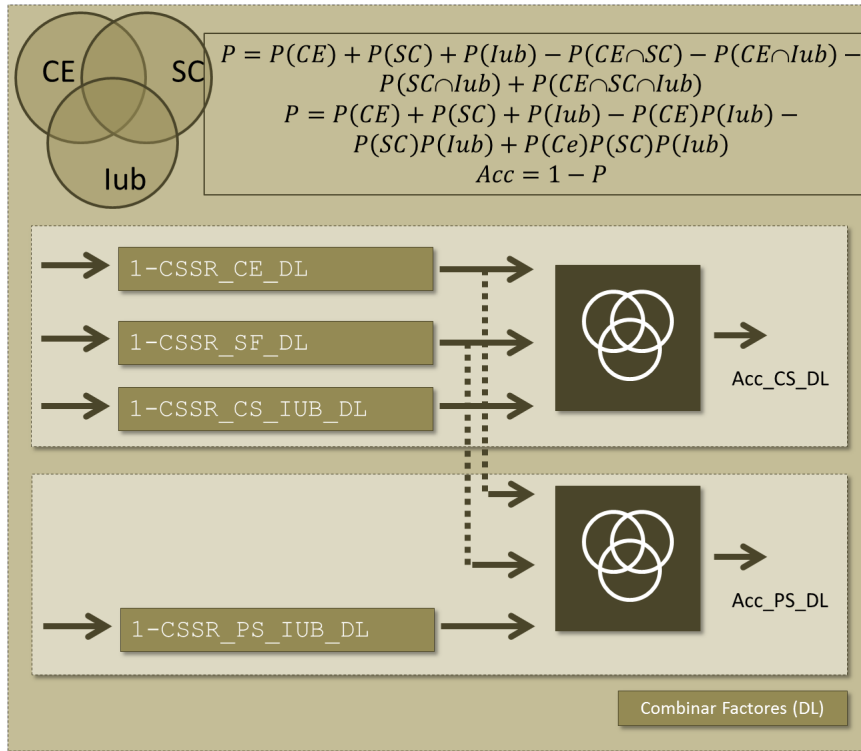 CE
SC
Iub
P = P(CE) + P(SC) + P(Iub) − P(CE∩SC) − P(CE∩Iub) −
P(SC∩Iub) + P(CE∩SC∩Iub)
P = P(CE) + P(SC) + P(Iub) − P(CE)P(Iub) −
P(SC)P(Iub) + P(Ce)P(SC)P(Iub)
Acc = 1 − P
1-CSSR_CE_DL
1-CSSR_SF_DL
1-CSSR_CS_IUB_DL
Acc_CS_DL
1-CSSR_PS_IUB_DL
Acc_PS_DL
Combinar Factores (DL)